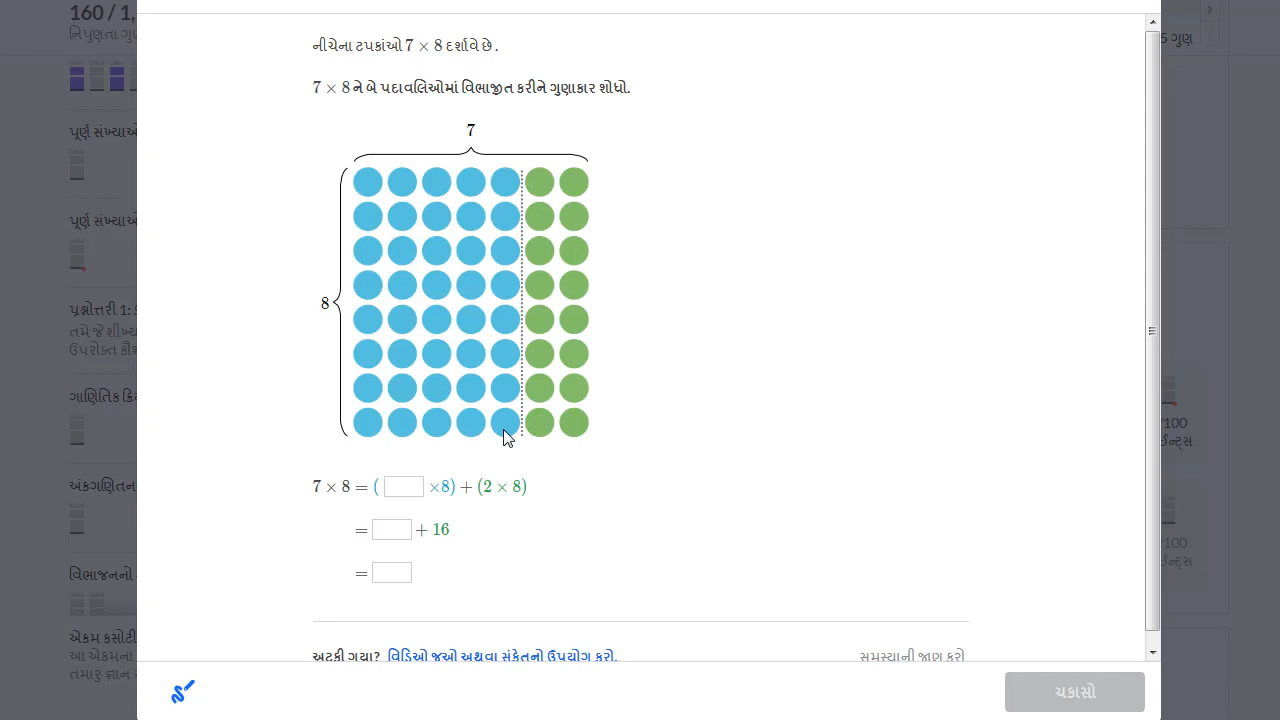 160 / 1,
નિપુણતા ગુ
5 ગુણ
નીચેના ટપકાંઓ 7 × 8 દર્શાવે છે.
7 × 8 ને બે પદાવલિઓમાં વિભાજીત કરીને ગુણાકાર શોધો.
પૂર્ણ સંખ્યાઓ
7
પૂર્ણ સંખ્યાઓ
8
પ્રશ્નોત્તરી 1:
તમે જે શીખ્ય
ઉપરોક્ત કૌશ
ગાણિતિક ક્રિ
/100
ઈન્ટ્સ
7 × 8 = ( ×8) + (2 × 8)
અંકગણિતન
= + 16
/100
ઈન્ટ્સ
= 
વિભાજનનો
એકમ કસોટી
આ એકમના
તમારું જ્ઞાન
અટકી ગયા? વિડિઓ જુઓ અથવા સંકેતનો ઉપયોગ કરો.
સમસ્યાની જાણ કરો
ચકાસો